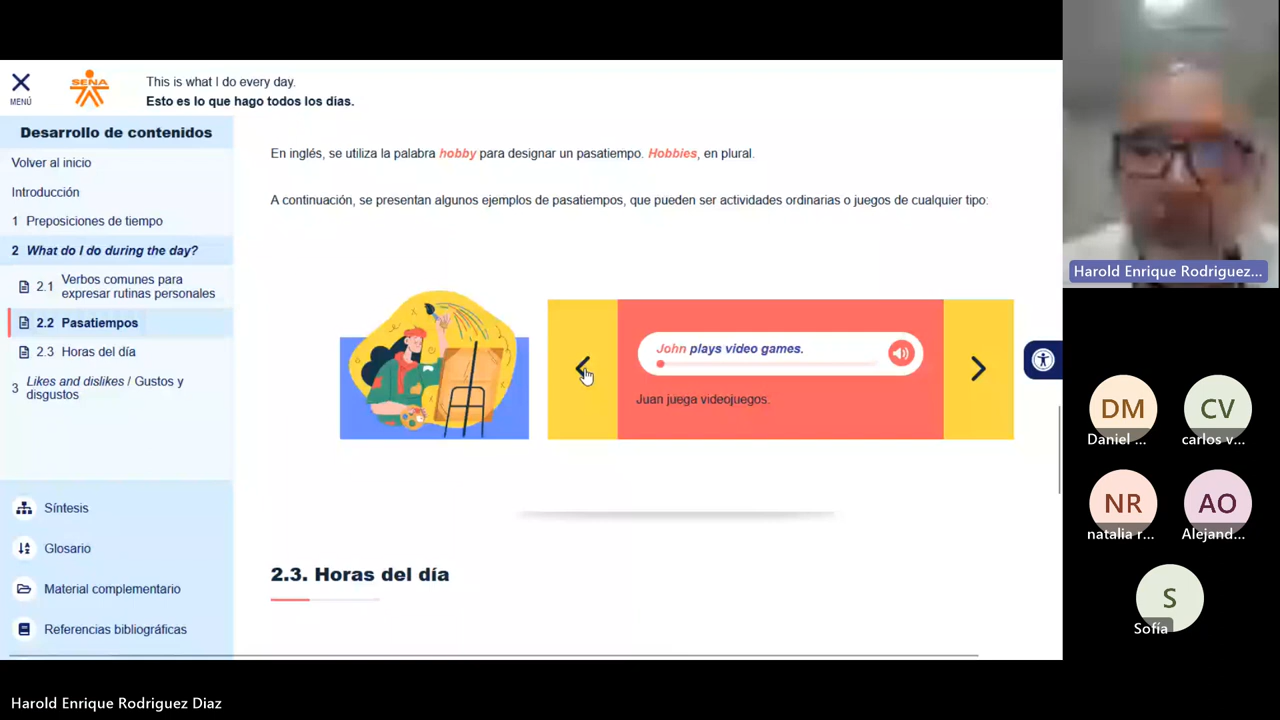 MENÚ
SENA
This is what I do every day.
Esto es lo que hago todos los dias.
Desarrollo de contenidos
Volver al inicio
Introducción
1 Preposiciones de tiempo
2 What do I do during the day?
2.1 Verbos comunes para
expresar rutinas personales
2.2 Pasatiempos
2.3 Horas del día
3 Likes and dislikes / Gustos y
disgustos
Síntesis
Glosario
Material complementario
Referencias bibliográficas
En inglés, se utiliza la palabra hobby para designar un pasatiempo. Hobbies, en plural.
A continuación, se presentan algunos ejemplos de pasatiempos, que pueden ser actividades ordinarias o juegos de cualquier tipo:
John plays video games.
Juan juega videojuegos.
2.3. Horas del día
Harold Enrique Rodriguez...
DM
Daniel ...
CV
carlos v...
NR
natalia r...
AO
Alejand...
S
Sofía
Harold Enrique Rodriguez Diaz